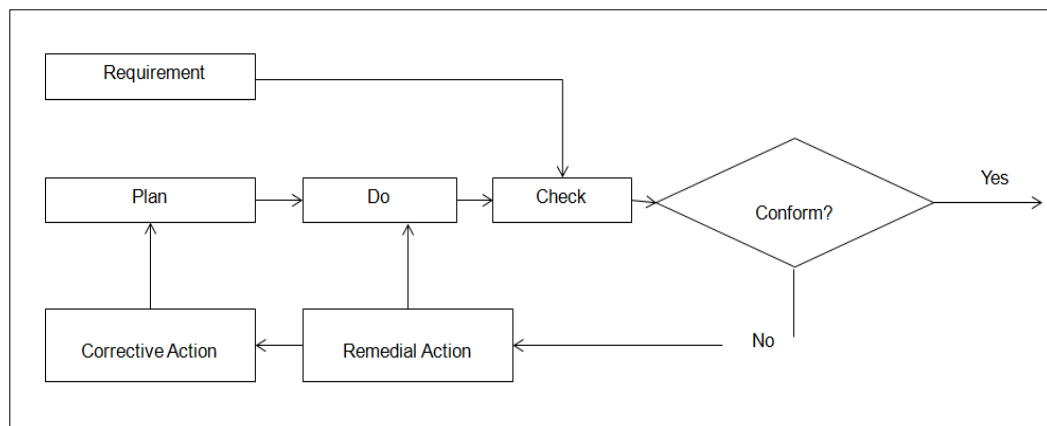 Requirement
Plan
Do
Check
Conform?
Yes
Corrective Action
Remedial Action
No